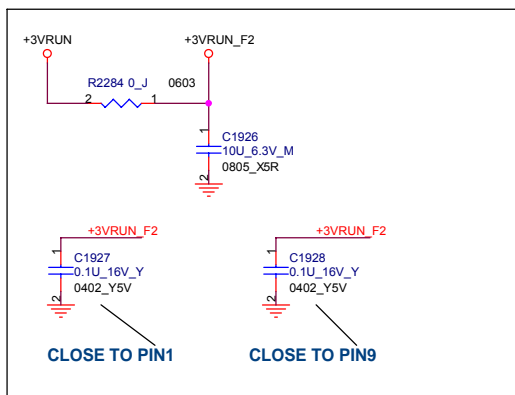 +3VRUN
+3VRUN_F2
R2284 0_J
0603
2
1
1
C1926
10U_6.3V_M
0805_X5R
2
+3VRUN_F2
1
C1927
0.1U_16V_Y
0402_Y5V
2
+3VRUN_F2
1
C1928
0.1U_16V_Y
0402_Y5V
2
CLOSE TO PIN1
CLOSE TO PIN9